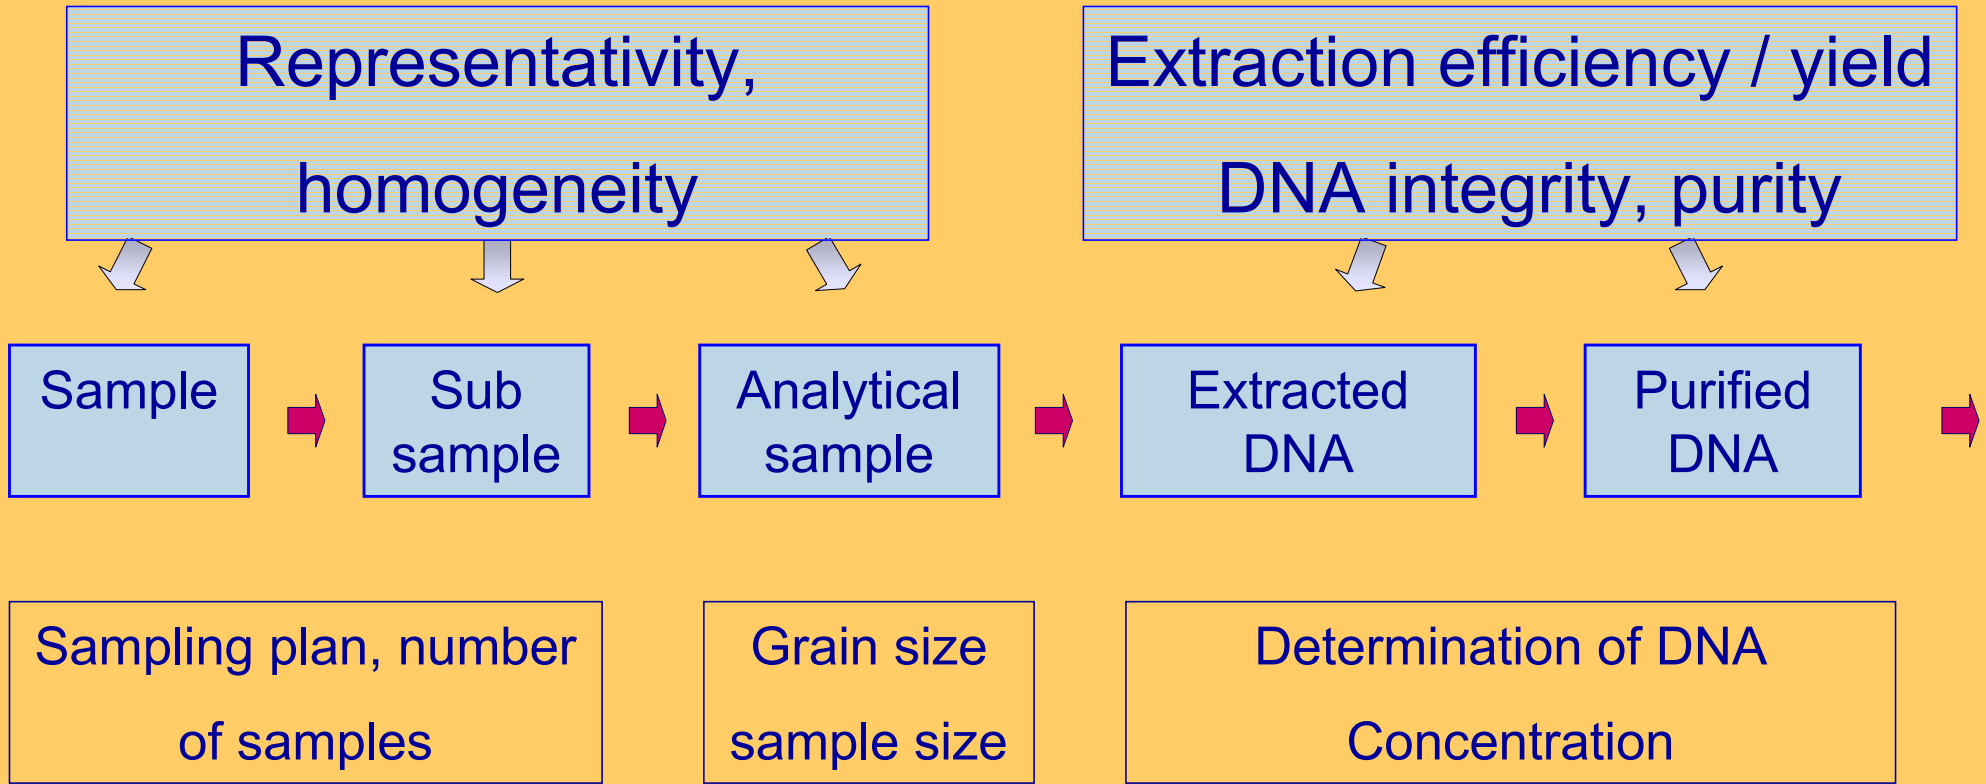 Representativity,
homogeneity
Extraction efficiency / yield
DNA integrity, purity
Sample
Sub
sample
Analytical
sample
Extracted
DNA
Purified
DNA
Sampling plan, number
of samples
Grain size
sample size
Determination of DNA
Concentration